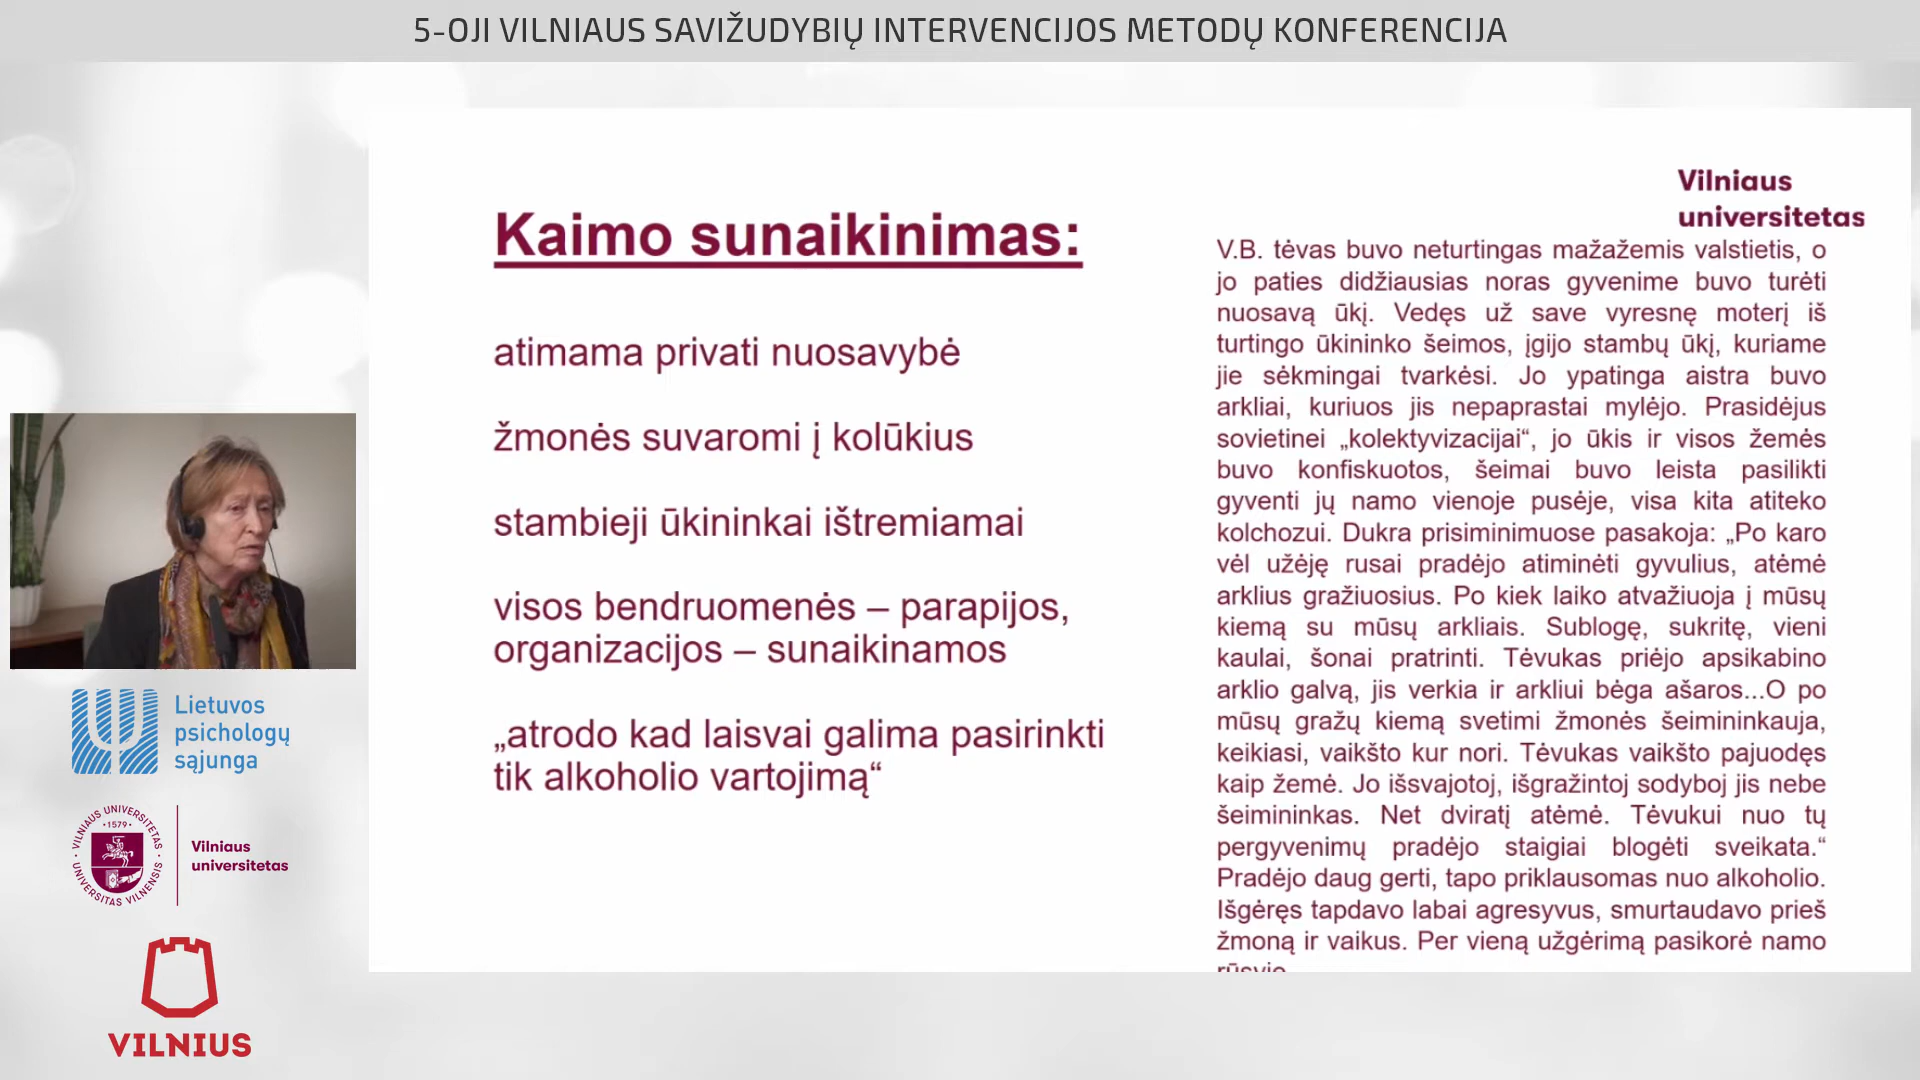 5-OJI VILNIAUS SAVIŽUDYBIŲ INTERVENCIJOS METODŲ KONFERENCIJA
Vilniaus
universitetas
Kaimo sunaikinimas:
atimama privati nuosavybė
žmonės suvaromi į kolūkius
stambieji ūkininkai ištremiamai
visos bendruomenės – parapijos,
organizacijos – sunaikinamos
„atrodo kad laisvai galima pasirinkti
tik alkoholio vartojimą“
V.B. tėvas buvo neturtingas mažažemis valstietis, o
jo paties didžiausias noras gyvenime buvo turėti
nuosavą ūkį. Vedęs už save vyresnę moterį iš
turtingo ūkininko šeimos, įgijo stambų ūkį, kuriame
jie sėkmingai tvarkėsi. Jo ypatinga aistra buvo
arkliai, kuriuos jis nepaprastai mylėjo. Prasidėjus
sovietinei „kolektyvizacijai“, jo ūkis ir visos žemės
buvo konfiskuotos, šeimai buvo leista pasilikti
gyventi jų namo vienoje pusėje, visa kita atiteko
kolchozui. Dukra prisiminimuose pasakoja: „Po karo
vėl užėję rusai pradėjo atiminėti gyvulius, atėmė
arklius gražiuosius. Po kiek laiko atvažiuoja į mūsų
kiemą su mūsų arkliais. Sublogę, sukritę, vieni
kaulai, šonai pratrinti. Tėvukas priėjo apsikabino
arklio galvą, jis verkia ir arkliui bėga ašaros...O po
mūsų gražų kiemą svetimi žmonės šeimininkauja,
keikiasi, vaikšto kur nori. Tėvukas vaikšto pajuodęs
kaip žemė. Jo išsvajotoj, išgražintoj sodyboj jis nebe
šeimininkas. Net dviratį atėmė. Tėvukui nuo tų
pergyvenimų pradėjo staigiai blogėti sveikata.“
Pradėjo daug gerti, tapo priklausomas nuo alkoholio.
Išgėręs tapdavo labai agresyvus, smurtaudavo prieš
žmoną ir vaikus. Per vieną užgėrimą pasikorė namo
Lietuvos
psichologų
sąjunga
VILNIAUS UNIVERSITETAS
1579
UNIVERSITAS VILNENSIS
Vilniaus
universitetas
VILNIUS